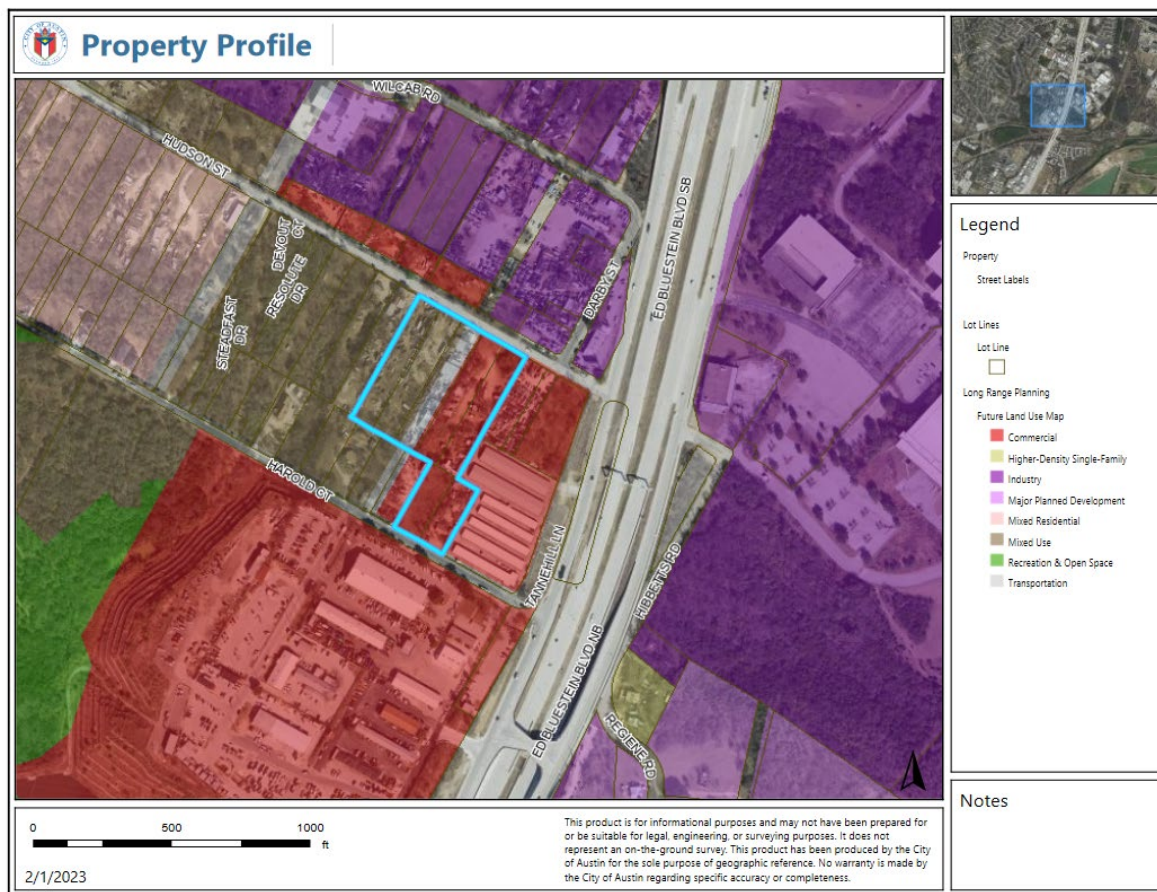 CITY OF AUSTIN
Property Profile
WILCAB RD
HUDSON ST
DEVOUT CT
RESOLUTE DR
STEADFAST DR
DARBY ST
ED BLUESTEIN BLVD SB
HAROLD CT
TANNEHILL LN
HIBBETTS RD
ED BLUESTEIN BLVD NB
REGIENE RD
Legend
Property
Street Labels
Lot Lines
Lot Line
Long Range Planning
Future Land Use Map
Commercial
Higher-Density Single-Family
Industry
Major Planned Development
Mixed Residential
Mixed Use
Recreation & Open Space
Transportation
Notes
0 500 1000
ft
2/1/2023
This product is for informational purposes and may not have been prepared for
or be suitable for legal, engineering, or surveying purposes. It does not
represent an on-the-ground survey. This product has been produced by the City
of Austin for the sole purpose of geographic reference. No warranty is made by
the City of Austin regarding specific accuracy or completeness.